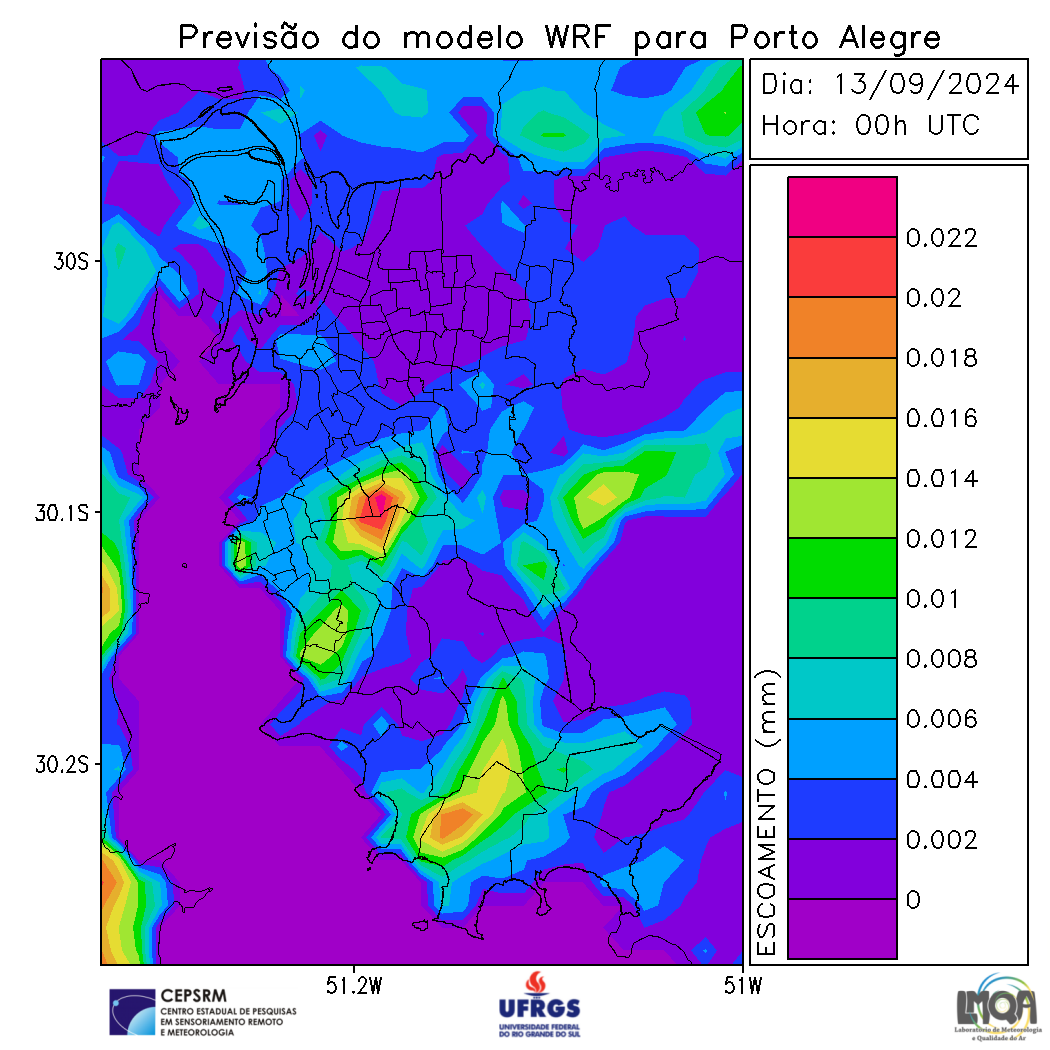 Previsão do modelo WRF para Porto Alegre
Dia: 13/09/2024
Hora: 00h UTC
30S
30.1S
30.2S
51.2W
51W
ESCOAMENTO (mm)
0.022
0.02
0.018
0.016
0.014
0.012
0.01
0.008
0.006
0.004
0.002
0
CEPSRM
CENTRO ESTADUAL DE PESQUISAS
EM SENSORIAMENTO REMOTO
E METEOROLOGIA
UFRGS
UNIVERSIDADE FEDERAL
DO RIO GRANDE DO SUL
LMQA
Laboratório de Meteorologia
e Qualidade do Ar